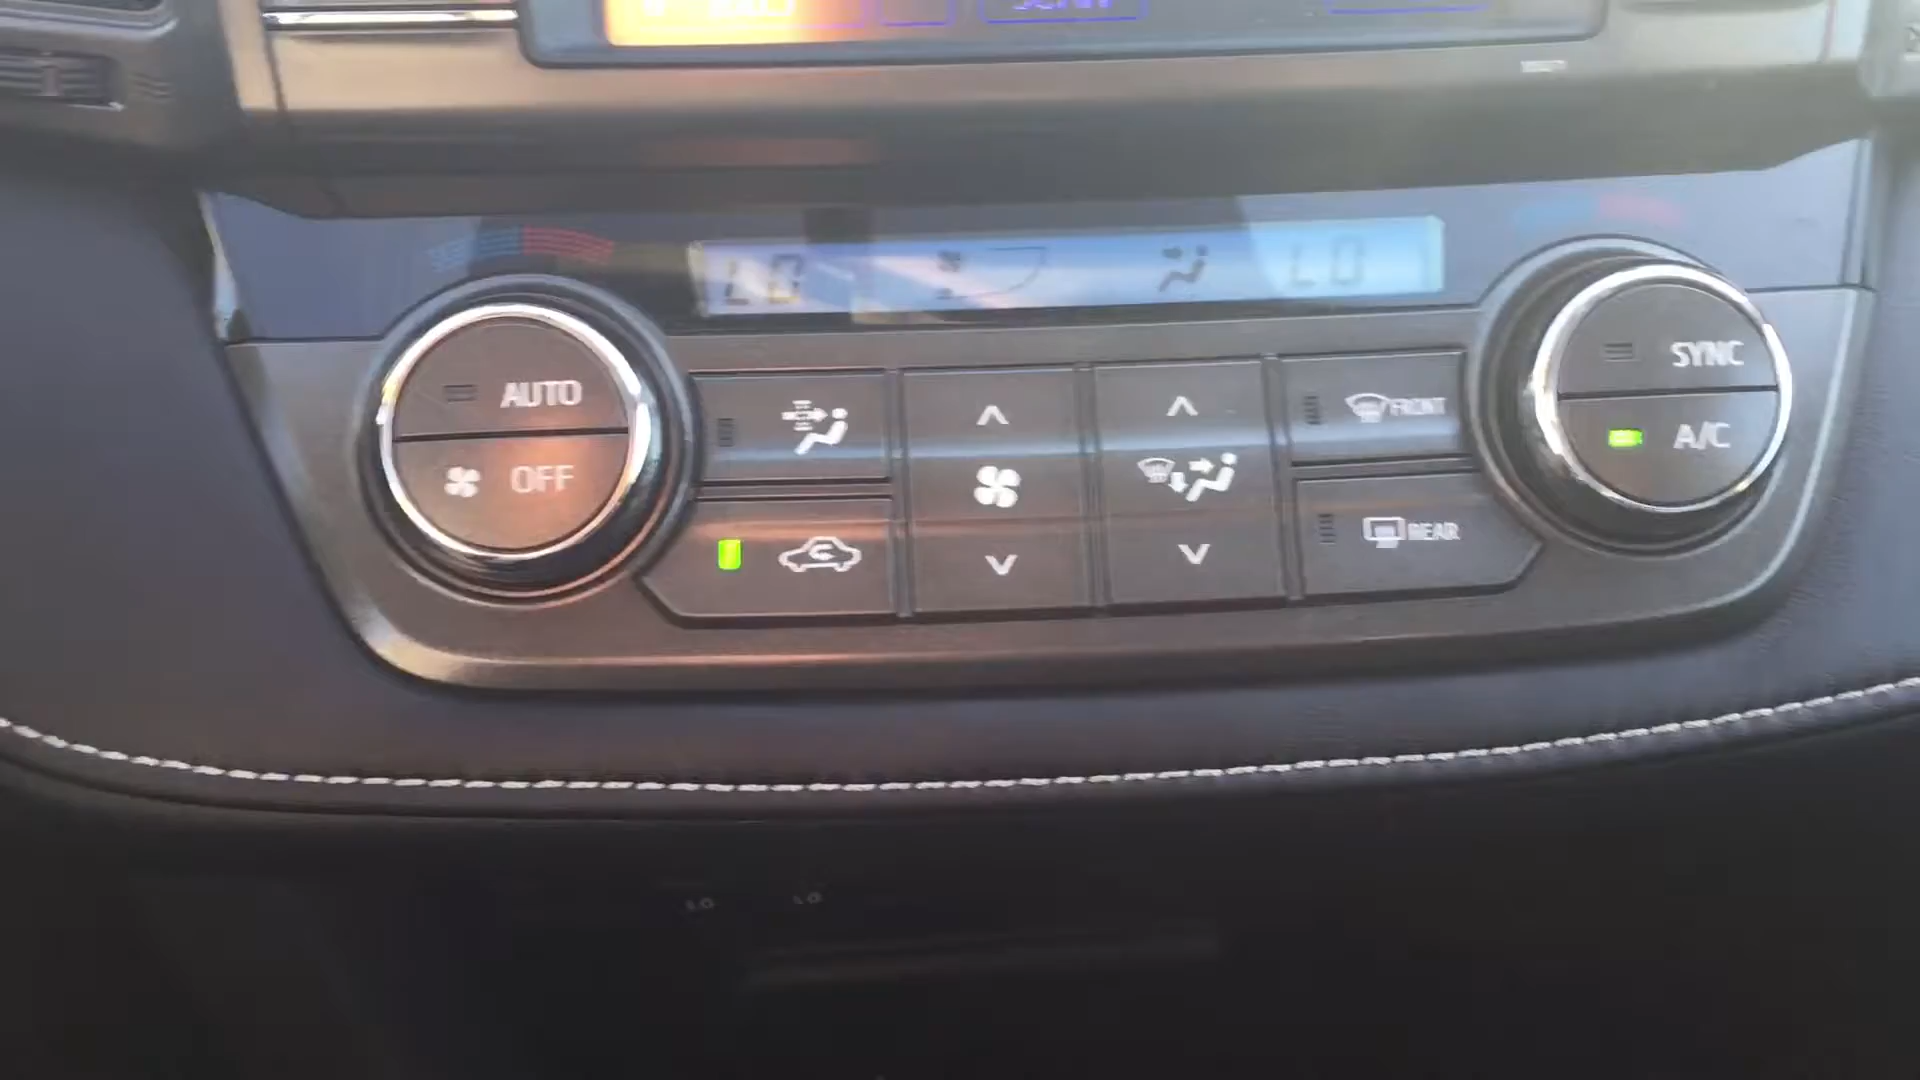 LO LO
AUTO
OFF
FRONT
REAR
SYNC
A/C